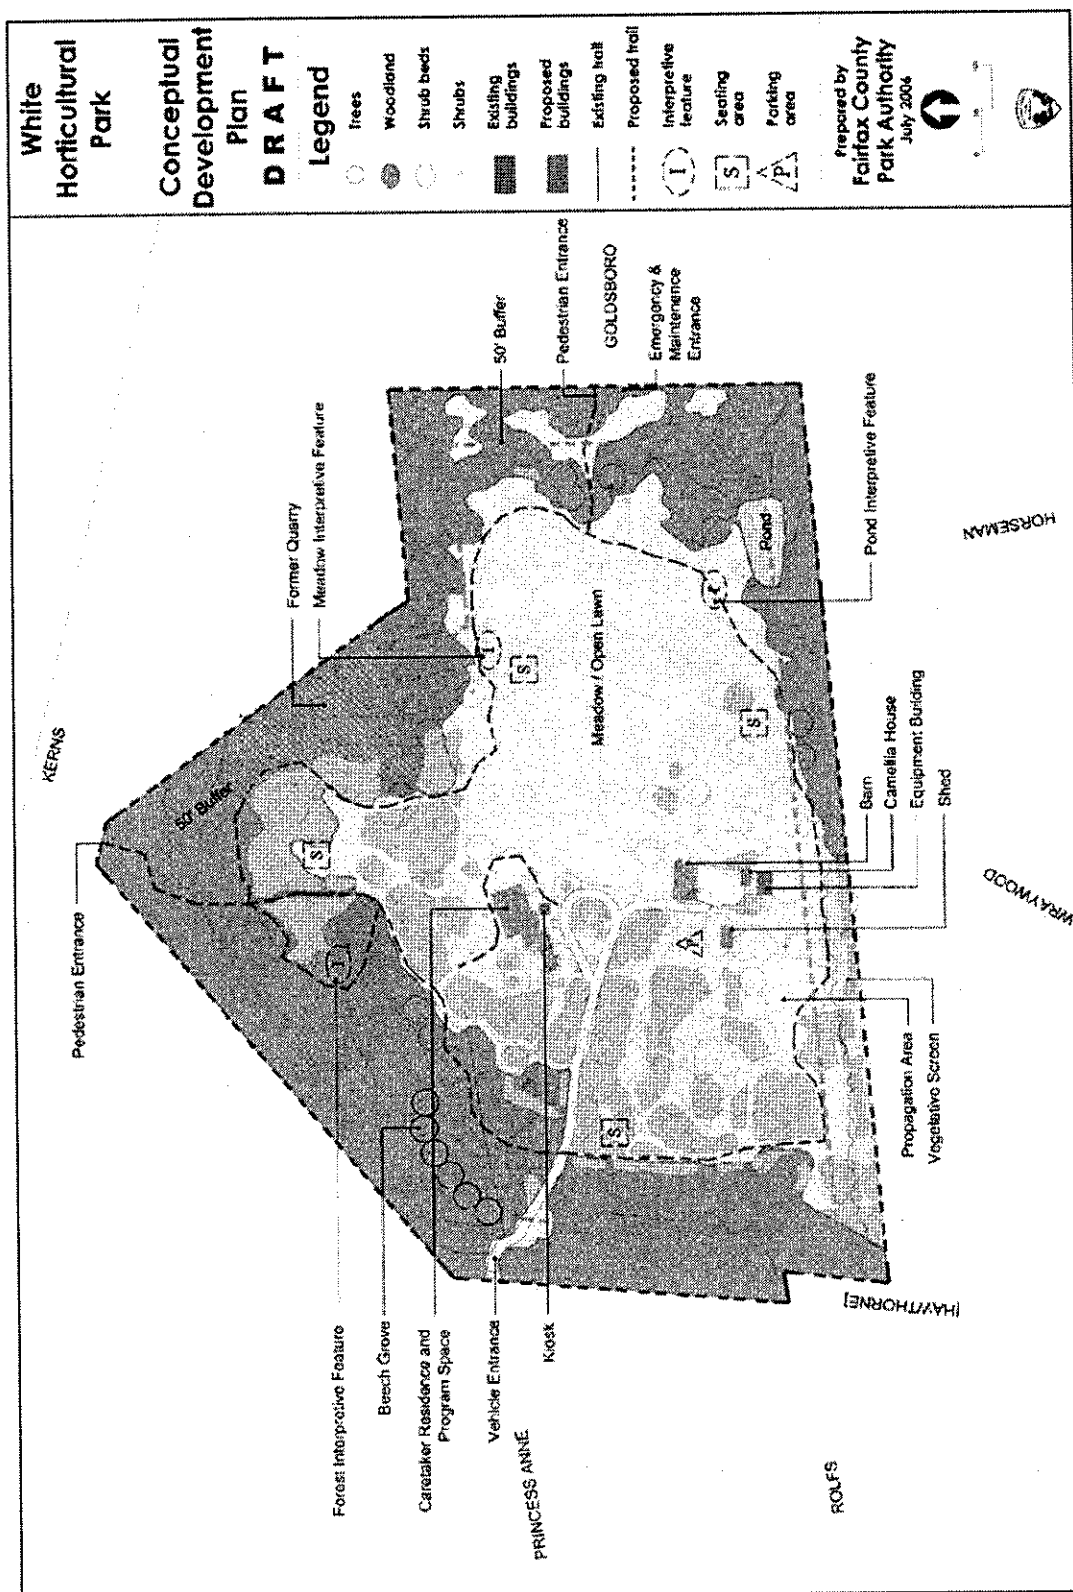 White
Horticultural
Park
Conceptual
Development
Plan
DRAFT
Legend
Trees
Woodland
Shrub beds
Shrubs
Existing
buildings
Proposed
buildings
Existing trail
Proposed trail
I
Interpretive
feature
S
Seating
area
P
Parking
area
Prepared by
Fairfax County
Park Authority
July 2006
KERNS
Pedestrian Entrance
50' Buffer
Former Quarry
Meadow Interpretive Feature
50' Buffer
Pedestrian Entrance
GOLDSBORO
Emergency &
Maintenence
Entrance
Forest Interpretive Feature
Beech Grove
Caretaker Residence and
Program Space
Vehicle Entrance
PRINCESS ANNE
Kiosk
I
S
I
S
Meadow / Open Lawn
S
S
P
Pond
Pond Interpretive Feature
Barn
Camellia House
Equipment Building
Shed
Propagation Area
Vegetative Screen
HORSEMAN
WRAYWOOD
[HAWTHORNE]
ROLFS